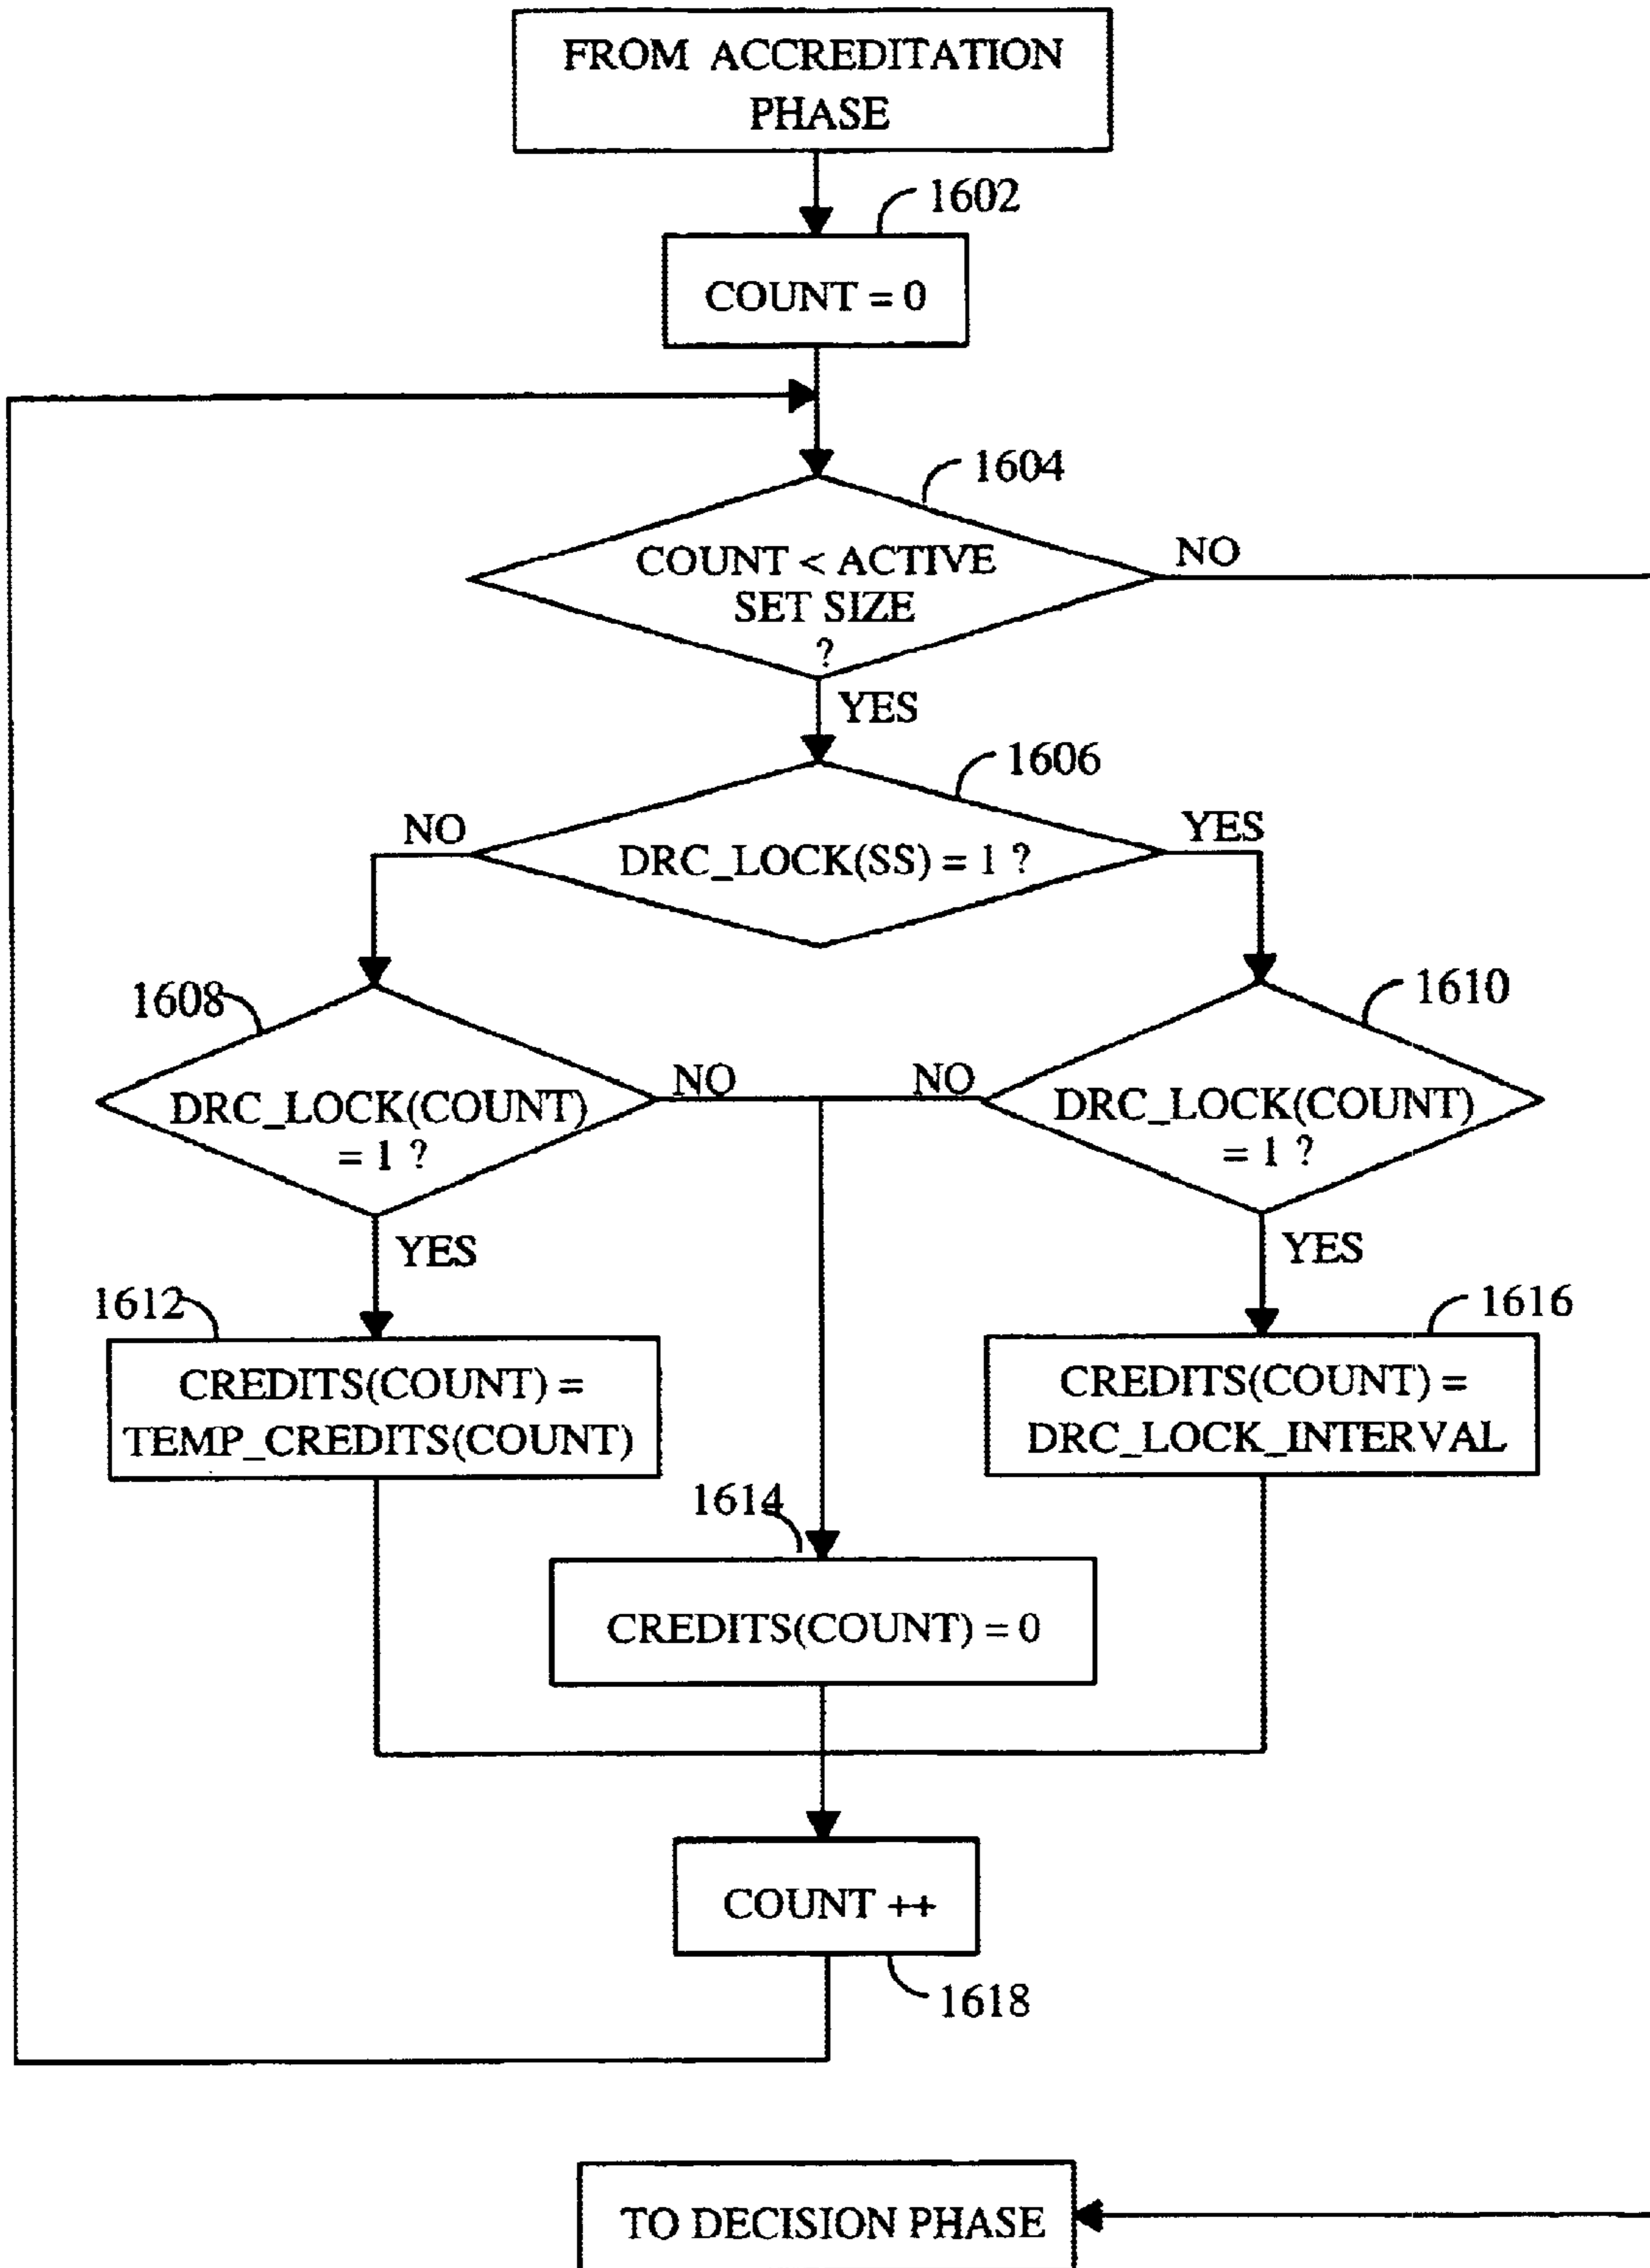 FROM ACCREDITATION
PHASE
1602
COUNT = 0
1604
COUNT < ACTIVE
SET SIZE
?
NO
YES
1606
DRC_LOCK(SS) = 1 ?
NO
YES
1608
1610
DRC_LOCK(COUNT)
= 1 ?
NO
NO
DRC_LOCK(COUNT)
= 1 ?
YES
YES
1612
1616
CREDITS(COUNT) =
TEMP_CREDITS(COUNT)
CREDITS(COUNT) =
DRC_LOCK_INTERVAL
1614
CREDITS(COUNT) = 0
COUNT ++
1618
TO DECISION PHASE